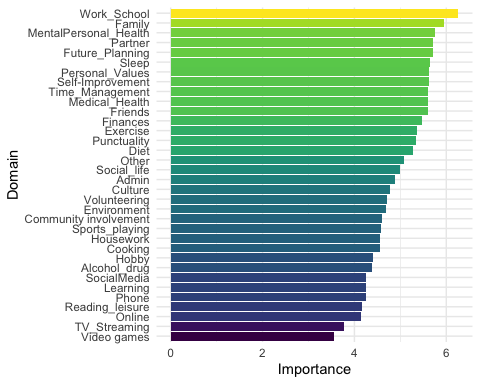 Work_School
Family
MentalPersonal_Health
Partner
Future_Planning
Sleep
Personal_Values
Self-Improvement
Time_Management
Medical_Health
Friends
Finances
Exercise
Punctuality
Diet
Other
Social_life
Admin
Culture
Volunteering
Environment
Community involvement
Sports_playing
Housework
Cooking
Hobby
Alcohol_drug
SocialMedia
Learning
Phone
Reading_leisure
Online
TV_Streaming
Video games
Domain
0 2 4 6
Importance